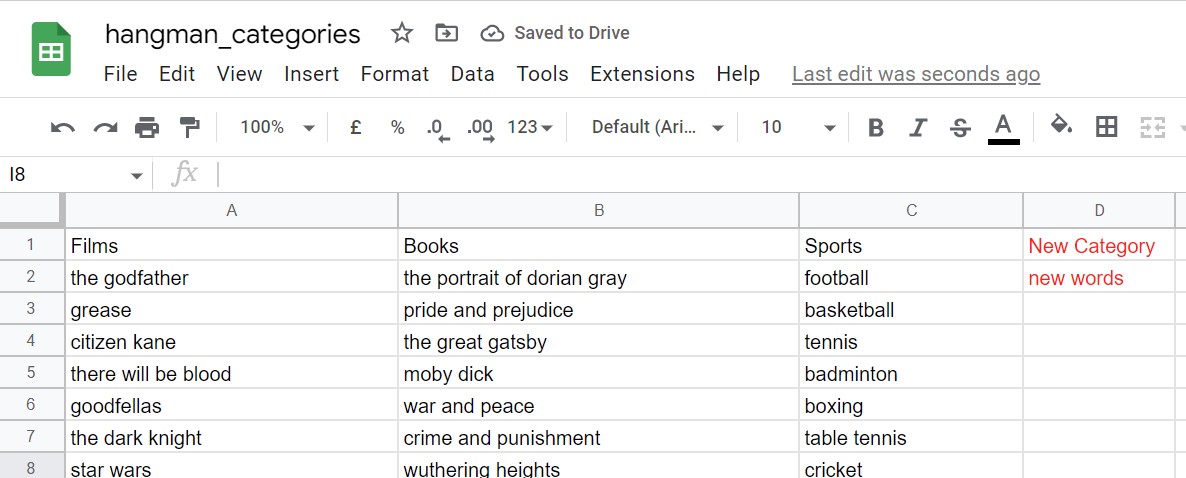 hangman_categories Saved to Drive
File Edit View Insert Format Data Tools Extensions Help Last edit was seconds ago
100% £ % .0 .00 123 Default (Ari... 10 B I S A
I8 fx
A B C D
1 Films Books Sports New Category
2 the godfather the portrait of dorian gray football new words
3 grease pride and prejudice basketball
4 citizen kane the great gatsby tennis
5 there will be blood moby dick badminton
6 goodfellas war and peace boxing
7 the dark knight crime and punishment table tennis
8 star wars wuthering heights cricket